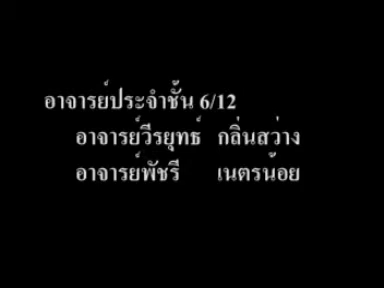 อาจารย์ประจำชั้น 6/12
อาจารย์วีรยุทธ์ กลิ่นสว่าง
อาจารย์พัชรี เนตรน้อย